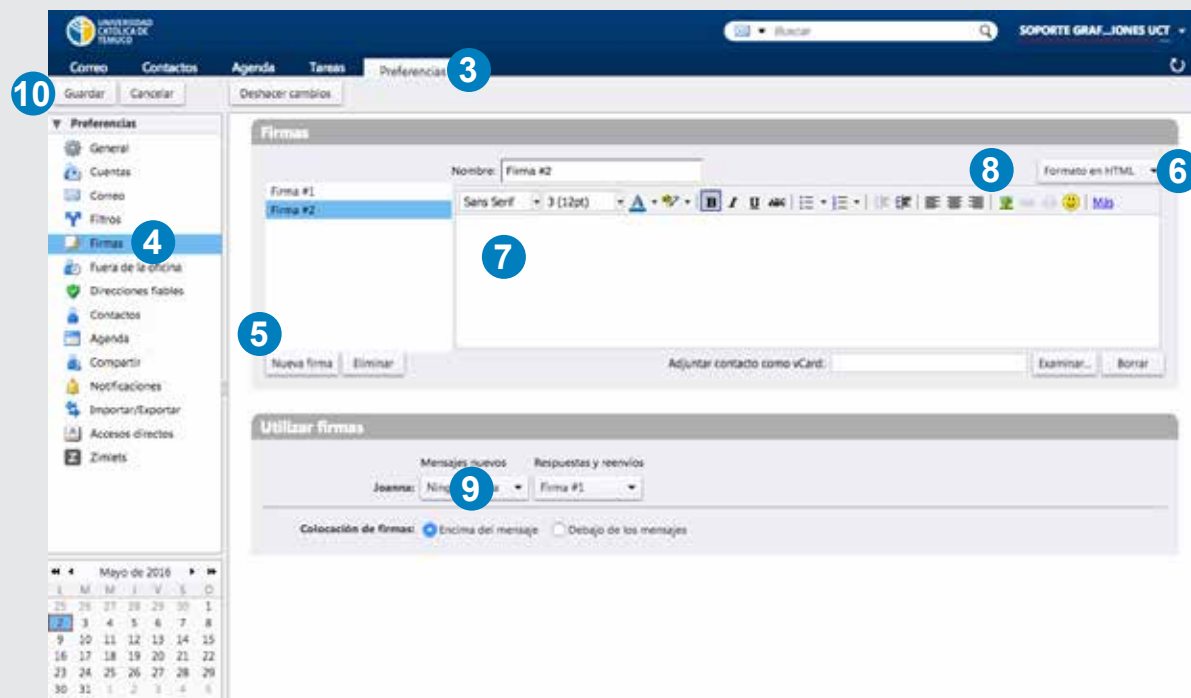 UNIVERSIDAD
CATÓLICA DE
TEMUCO
Buscar
SOPORTE GRAF...IONES UCT
Correo Contactos Agenda Tareas Preferencias 3
10 Guardar Cancelar Deshacer cambios
Preferencias
General
Cuentas
Correo
Filtros
Firmas 4
Fuera de la oficina
Direcciones fiables
Contactos
Agenda
Compartir
Notificaciones
Importar/Exportar
Accesos directos
Zimlets
Firmas
Nombre: Firma #2 8 Formato en HTML 6
Firma #1
Firma #2
Sans Serif 3 (12pt) A B I U ABC Más
7
5
Nueva firma Eliminar Adjuntar contacto como vCard: Examinar... Borrar
Utilizar firmas
Mensajes nuevos Respuestas y reenvíos
Joanna: 9 Firma #1
Colocación de firmas: Encima del mensaje Debajo de los mensajes
Mayo de 2016
L M M J V S D
25 26 27 28 29 30 1
2 3 4 5 6 7 8
9 10 11 12 13 14 15
16 17 18 19 20 21 22
23 24 25 26 27 28 29
30 31 1 2 3 4 5